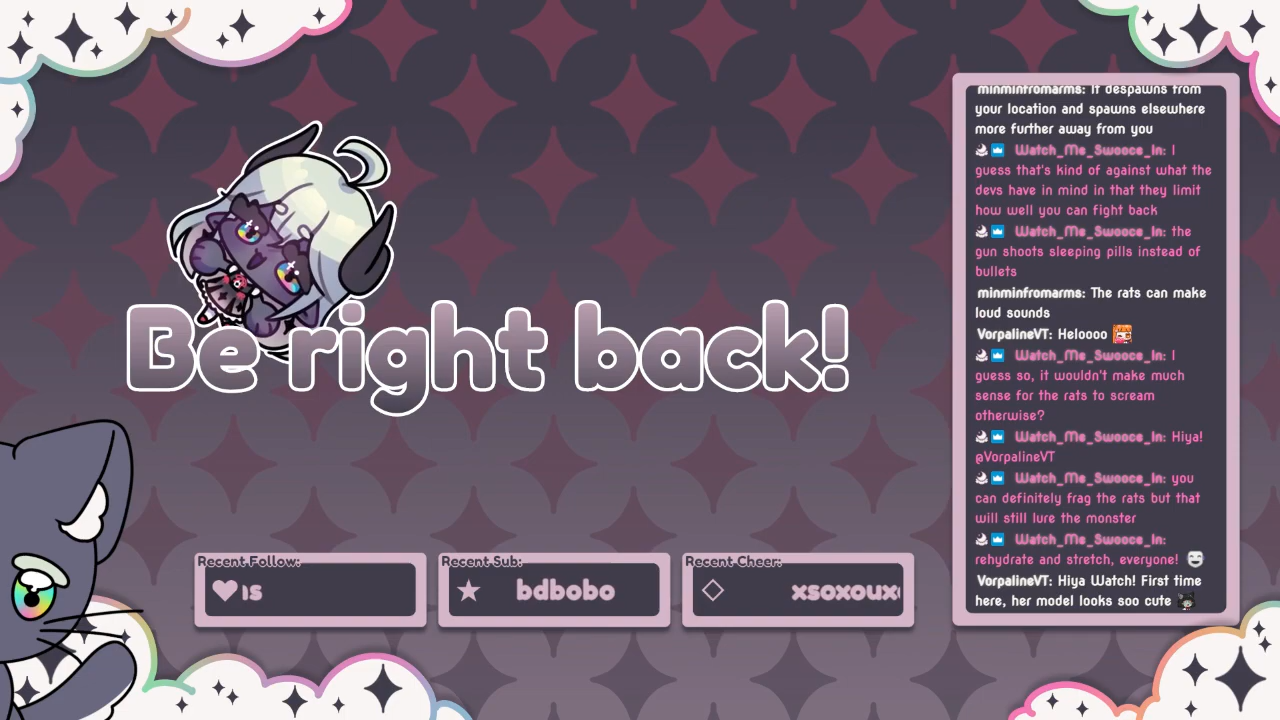 minminfromarms: It despawns from
your location and spawns elsewhere
more further away from you
Watch_Me_Swooce_In: I
guess that's kind of against what the
devs have in mind in that they limit
how well you can fight back
Watch_Me_Swooce_In: the
gun shoots sleeping pills instead of
bullets
minminfromarms: The rats can make
loud sounds
VorpalineVT: Heloooo
Watch_Me_Swooce_In: I
guess so, it wouldn't make much
sense for the rats to scream
otherwise?
Watch_Me_Swooce_In: Hiya!
@VorpalineVT
Watch_Me_Swooce_In: you
can definitely frag the rats but that
will still lure the monster
Watch_Me_Swooce_In:
rehydrate and stretch, everyone!
VorpalineVT: Hiya Watch! First time
here, her model looks soo cute
Be right back!
Recent Follow:
Recent Sub:
bdbobo
Recent Cheer: